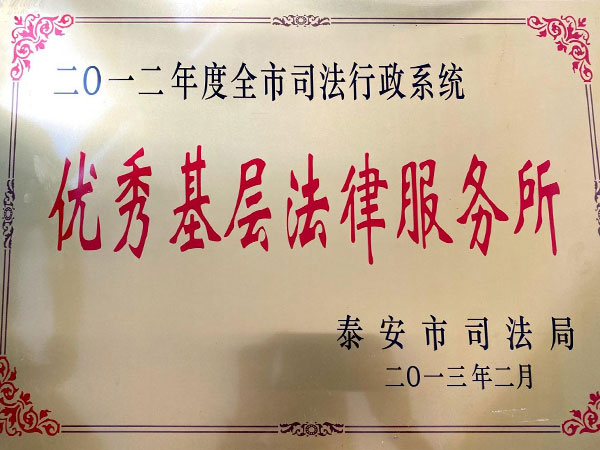 二〇一二年度全市司法行政系统
优秀基层法律服务所
泰安市司法局
二〇一三年二月